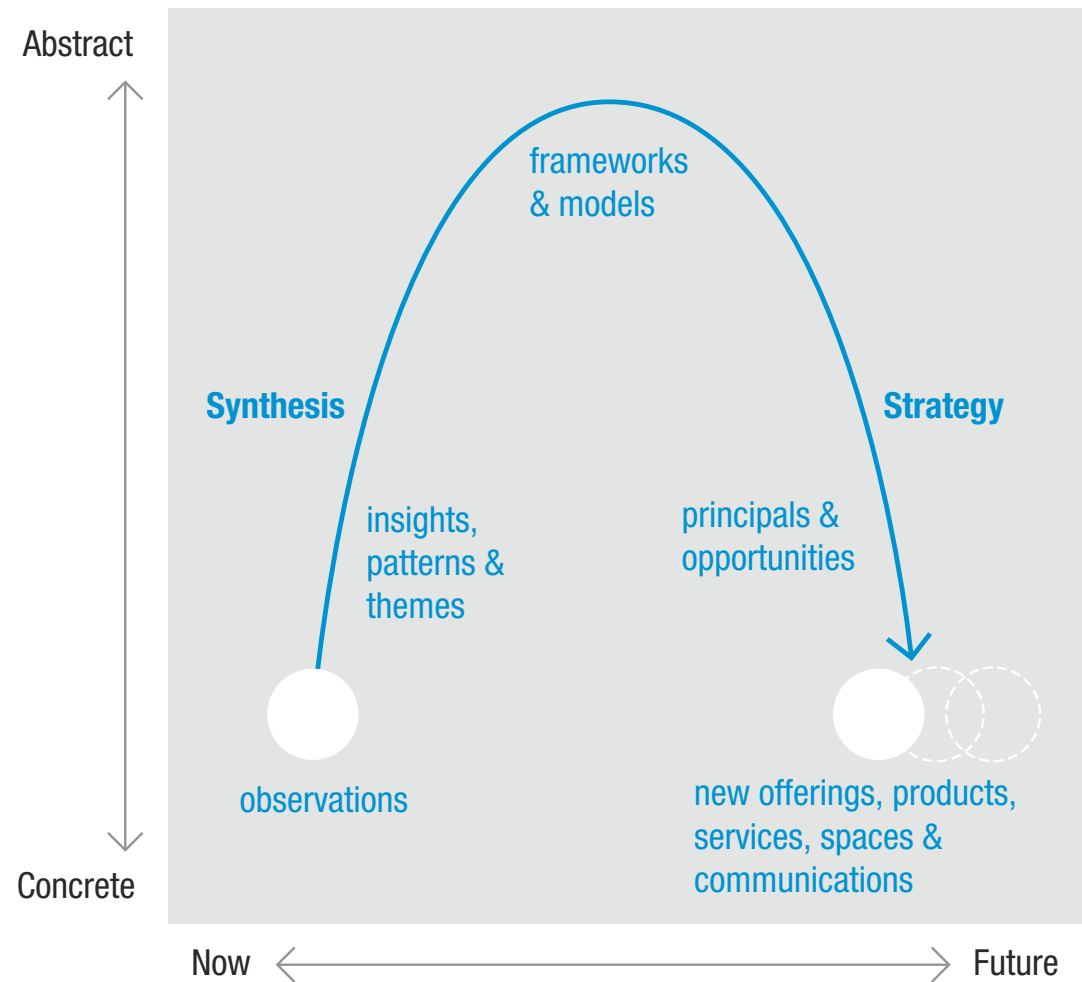 Abstract
frameworks
& models
Synthesis
Strategy
insights,
patterns &
themes
principals &
opportunities
observations
new offerings, products,
services, spaces &
communications
Concrete
Now
Future